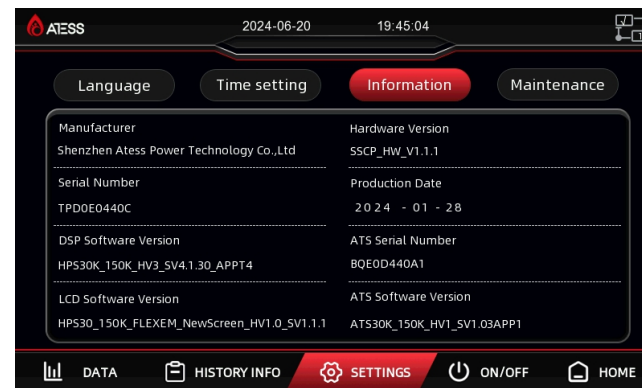 ATESS 2024-06-20 19:45:04
Language Time setting Information Maintenance
Manufacturer Hardware Version
Shenzhen Atess Power Technology Co.,Ltd SSCP_HW_V1.1.1
Serial Number Production Date
TPD0E0440C 2024 - 01 - 28
DSP Software Version ATS Serial Number
HPS30K_150K_HV3_SV4.1.30_APPT4 BQE0D440A1
LCD Software Version ATS Software Version
HPS30_150K_FLEXEM_NewScreen_HV1.0_SV1.1.1 ATS30K_150K_HV1_SV1.03APP1
DATA HISTORY INFO SETTINGS ON/OFF HOME